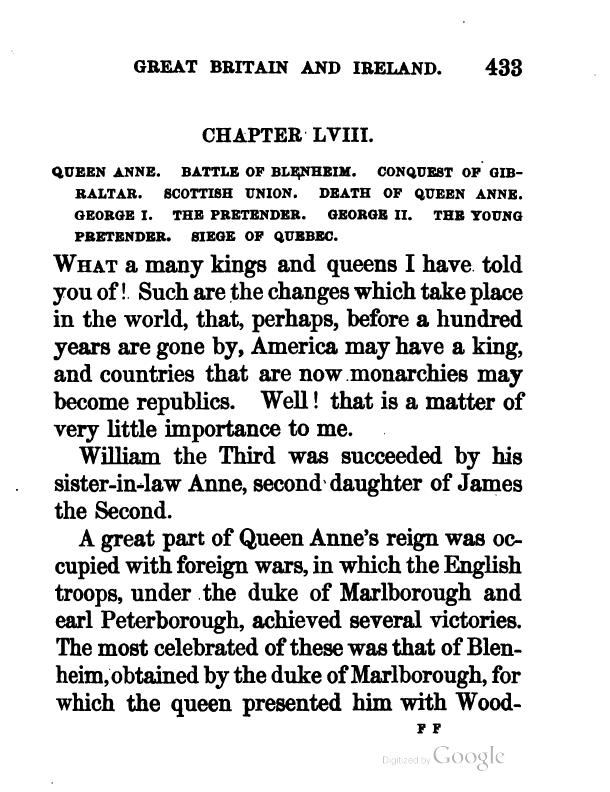 GREAT BRITAIN AND IRELAND. 433
CHAPTER LVIII.
QUEEN ANNE. BATTLE OF BLENHEIM. CONQUEST OF GIB-
RALTAR. SCOTTISH UNION. DEATH OF QUEEN ANNE.
GEORGE I. THE PRETENDER. GEORGE II. THE YOUNG
PRETENDER. SIEGE OF QUEBEC.
WHAT a many kings and queens I have told
you of! Such are the changes which take place
in the world, that, perhaps, before a hundred
years are gone by, America may have a king,
and countries that are now monarchies may
become republics. Well! that is a matter of
very little importance to me.
William the Third was succeeded by his
sister-in-law Anne, second daughter of James
the Second.
A great part of Queen Anne's reign was oc-
cupied with foreign wars, in which the English
troops, under the duke of Marlborough and
earl Peterborough, achieved several victories.
The most celebrated of these was that of Blen-
heim, obtained by the duke of Marlborough, for
which the queen presented him with Wood-
F F
Digitized by Google